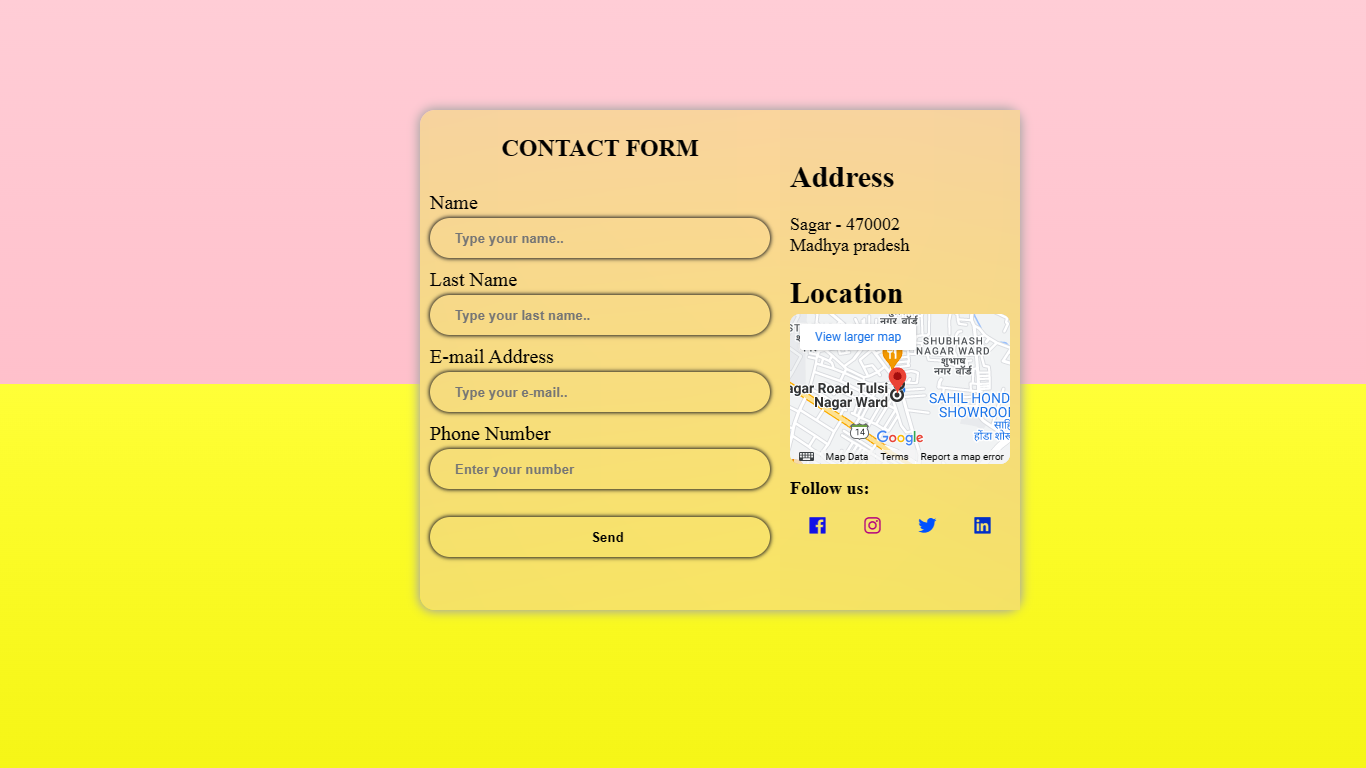 CONTACT FORM
Name
Type your name..
Last Name
Type your last name..
E-mail Address
Type your e-mail..
Phone Number
Enter your number
Send
Address
Sagar - 470002
Madhya pradesh
Location
नगर बॉर्ड
View larger map
SHUBHASH
NAGAR WARD
शुभाष
नगर बॉर्ड
agar Road, Tulsi
Nagar Ward
SAHIL HOND
SHOWROO
साहि
होंडा शोरू
14
Google
Map Data
Terms
Report a map error
Follow us: